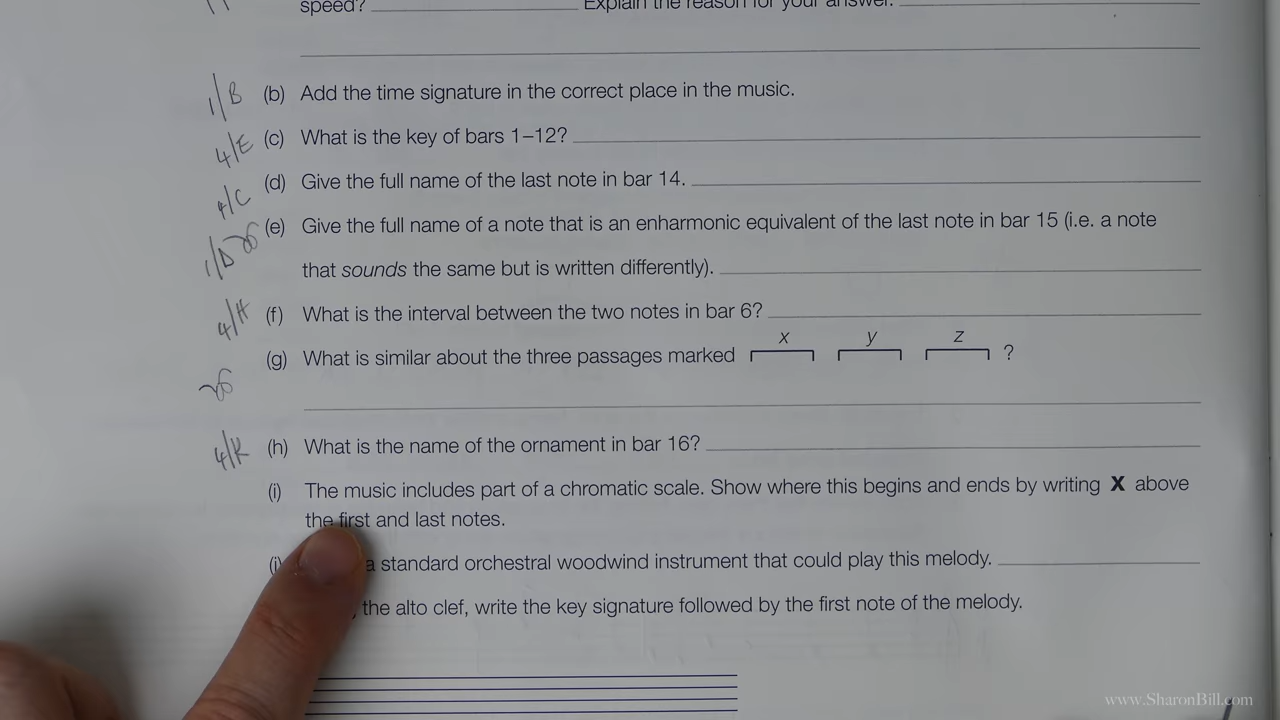 speed? Explain the reason for your answer.
1/B (b) Add the time signature in the correct place in the music.
4/E (c) What is the key of bars 1–12?
4/C (d) Give the full name of the last note in bar 14.
1/D (e) Give the full name of a note that is an enharmonic equivalent of the last note in bar 15 (i.e. a note
that sounds the same but is written differently).
4/H (f) What is the interval between the two notes in bar 6?
(g) What is similar about the three passages marked x y z ?
4/K (h) What is the name of the ornament in bar 16?
(i) The music includes part of a chromatic scale. Show where this begins and ends by writing X above
the first and last notes.
(j) a standard orchestral woodwind instrument that could play this melody.
the alto clef, write the key signature followed by the first note of the melody.
www.SharonBill.com